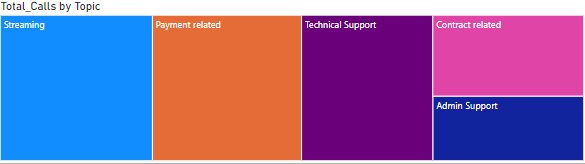 Total_Calls by Topic
Streaming
Payment related
Technical Support
Contract related
Admin Support